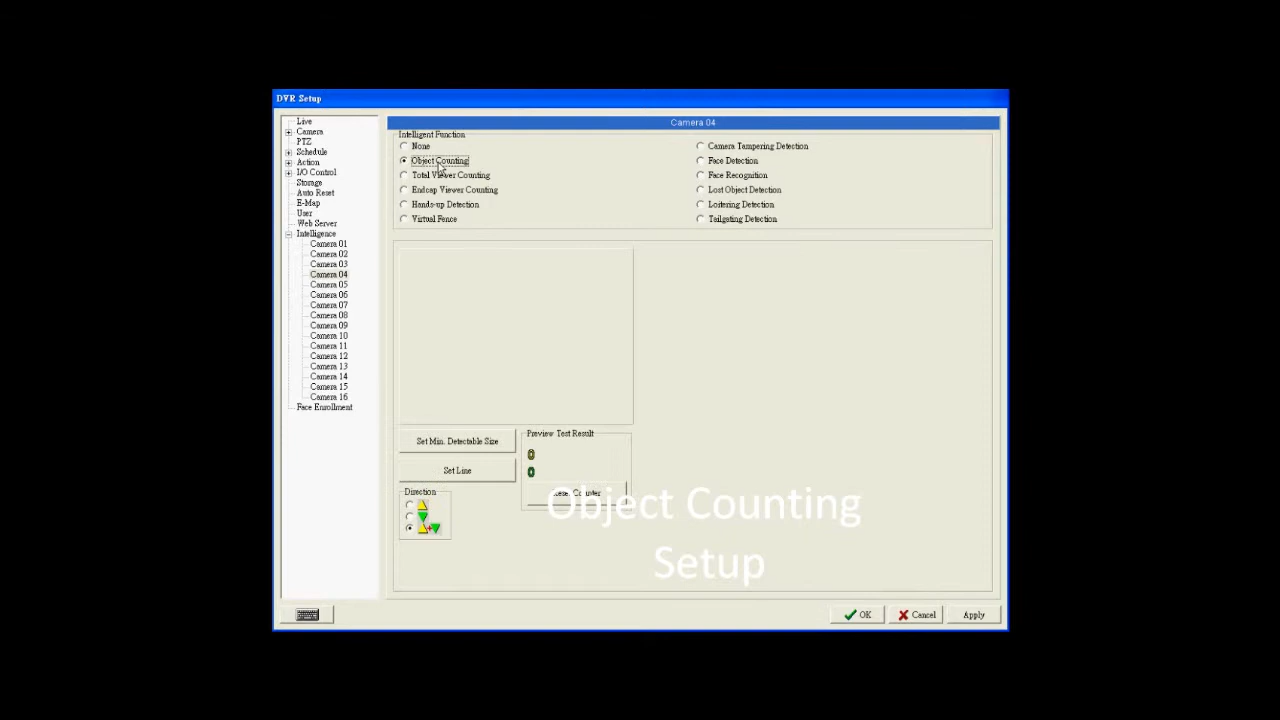 DVR Setup
Live
Camera
PTZ
Schedule
Action
I/O Control
Storage
Auto Reset
E-Map
User
Web Server
Intelligence
Camera 01
Camera 02
Camera 03
Camera 04
Camera 05
Camera 06
Camera 07
Camera 08
Camera 09
Camera 10
Camera 11
Camera 12
Camera 13
Camera 14
Camera 15
Camera 16
Face Enrollment
Camera 04
Intelligent Function
None
Object Counting
Total Viewer Counting
Endcap Viewer Counting
Hands-up Detection
Virtual Fence
Camera Tampering Detection
Face Detection
Face Recognition
Lost Object Detection
Loitering Detection
Tailgating Detection
Set Min. Detectable Size
Set Line
Direction
Preview Test Result
0
0
Reset Counter
Object Counting
Setup
OK
Cancel
Apply